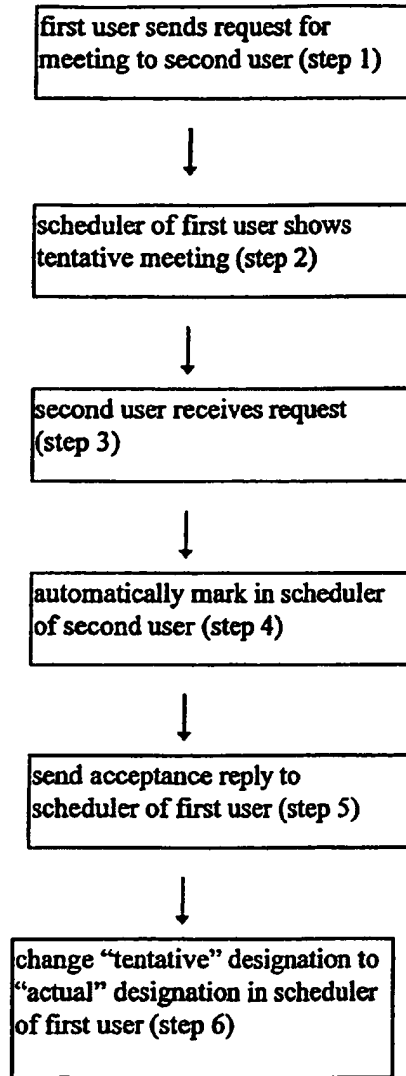 first user sends request for
meeting to second user (step 1)
scheduler of first user shows
tentative meeting (step 2)
second user receives request
(step 3)
automatically mark in scheduler
of second user (step 4)
send acceptance reply to
scheduler of first user (step 5)
change “tentative” designation to
“actual” designation in scheduler
of first user (step 6)